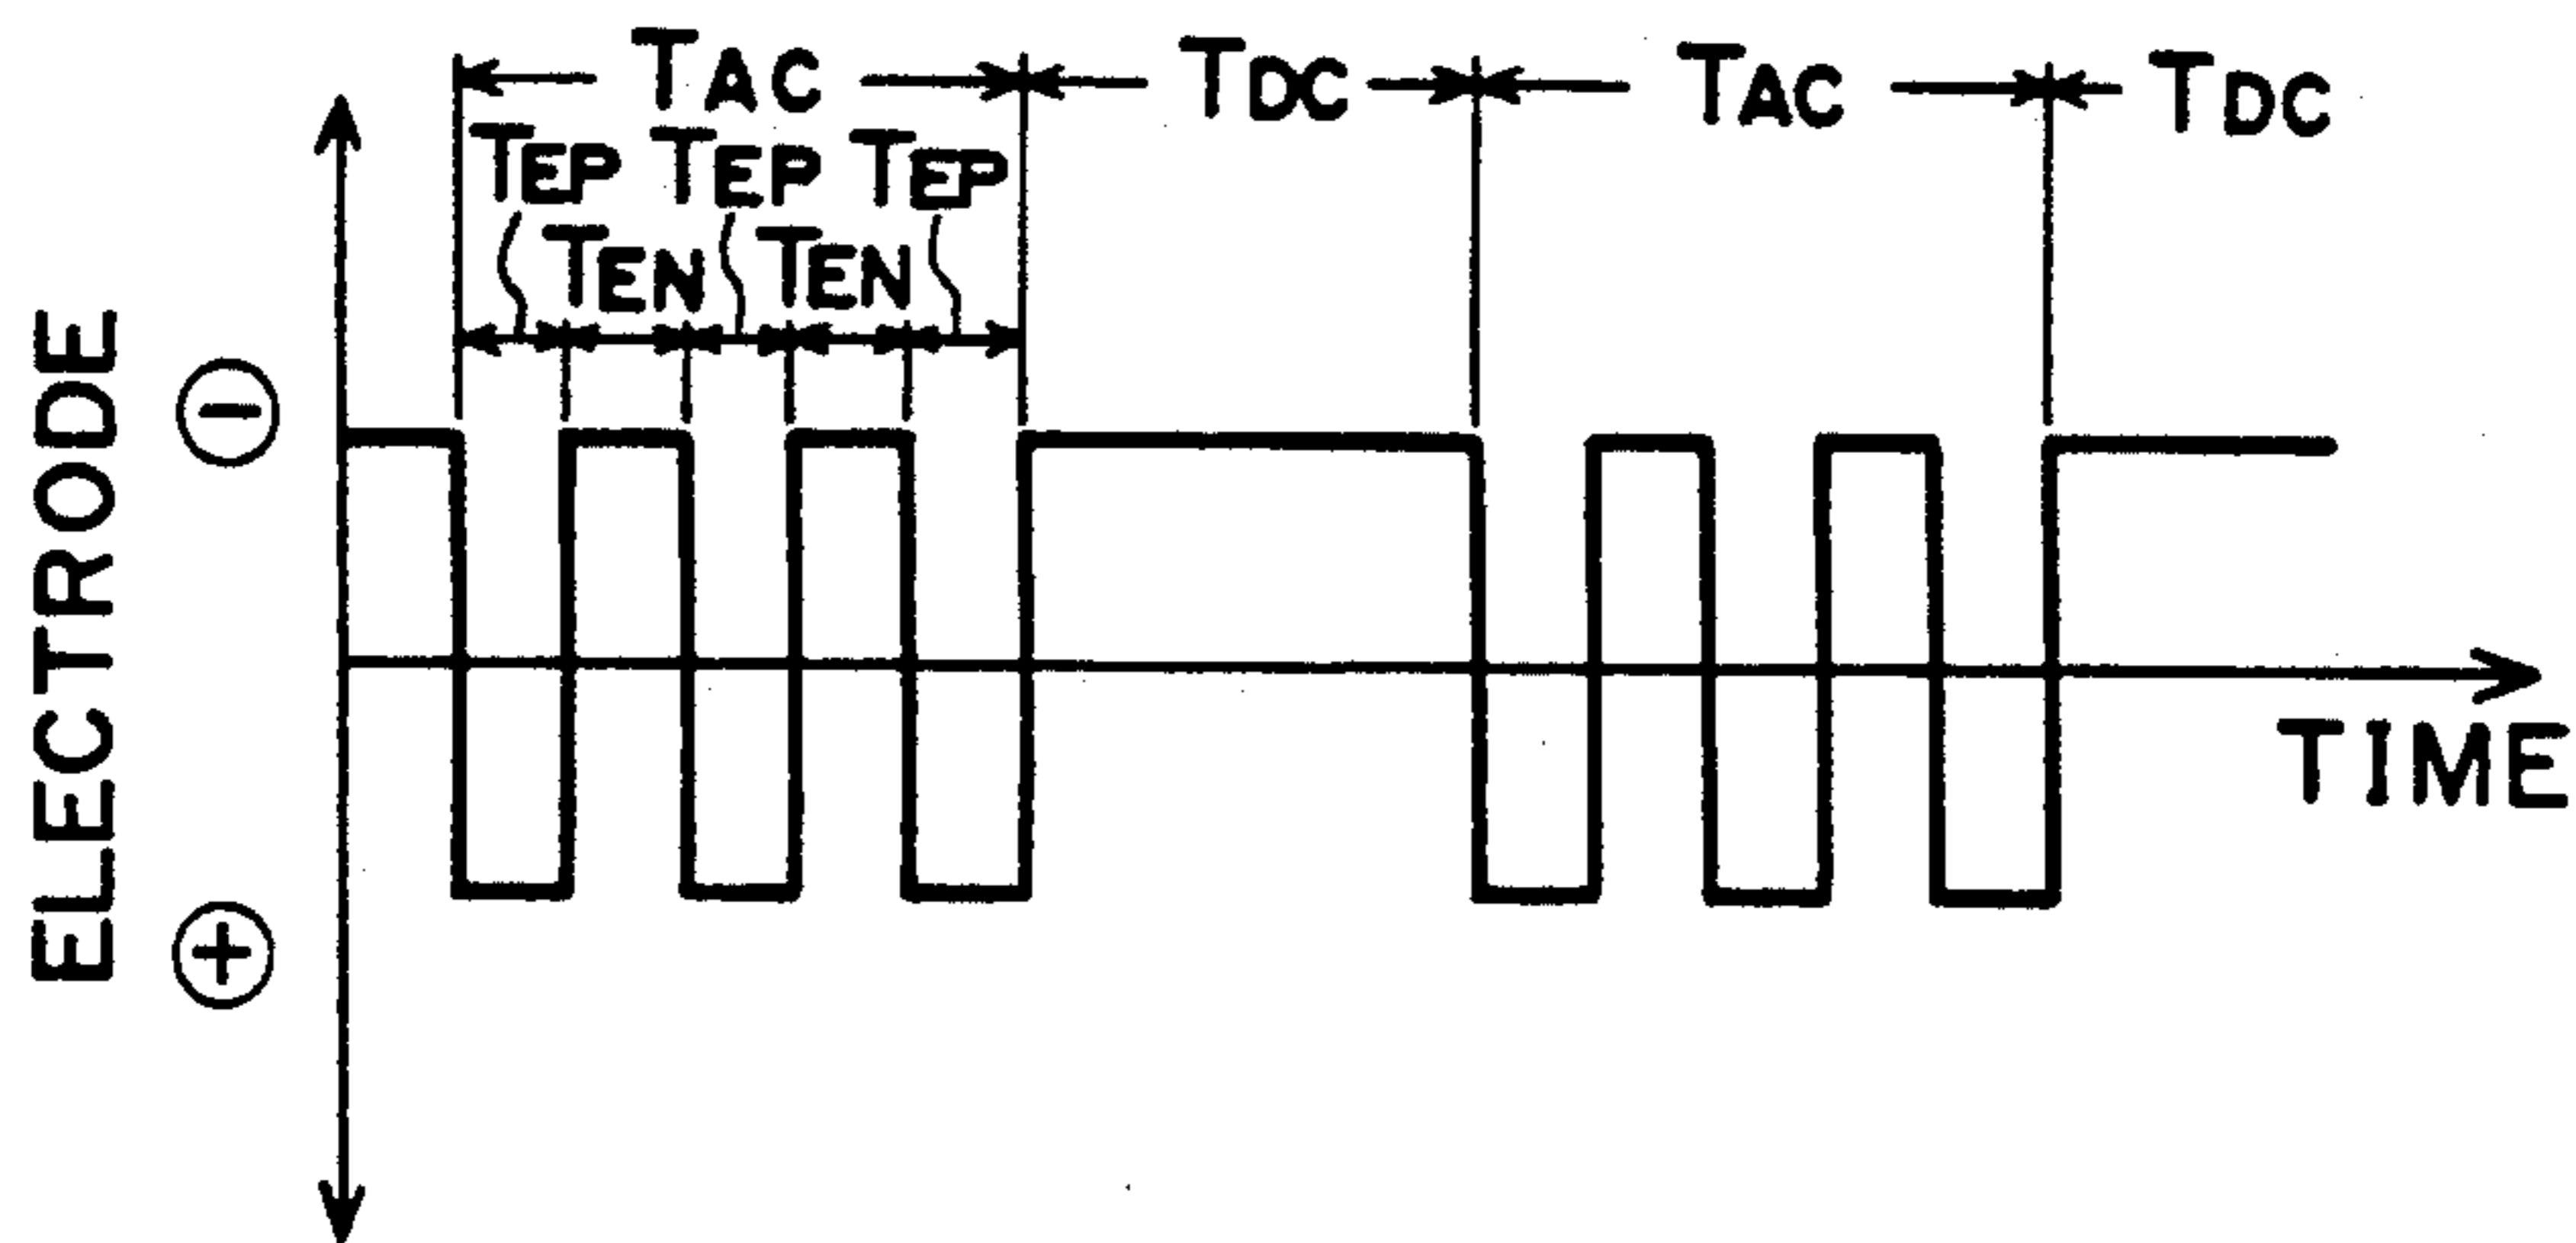 TAC TDC TAC TDC
TEP TEP TEP
TEN TEN
ELECTRODE
−
+
TIME